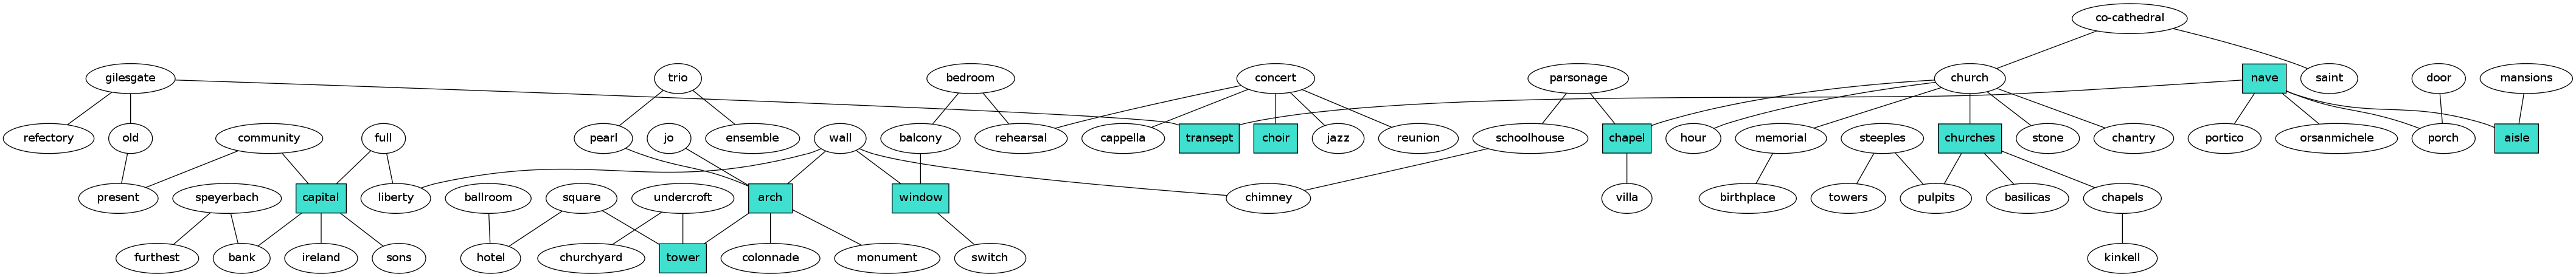 co-cathedral
gilesgate
trio
bedroom
concert
parsonage
church
nave
saint
door
mansions
refectory
old
community
full
pearl
jo
ensemble
wall
balcony
rehearsal
cappella
transept
choir
jazz
reunion
schoolhouse
chapel
hour
memorial
steeples
churches
stone
chantry
portico
orsanmichele
porch
aisle
present
speyerbach
capital
liberty
ballroom
square
undercroft
arch
window
chimney
villa
birthplace
towers
pulpits
basilicas
chapels
furthest
bank
ireland
sons
hotel
churchyard
tower
colonnade
monument
switch
kinkell